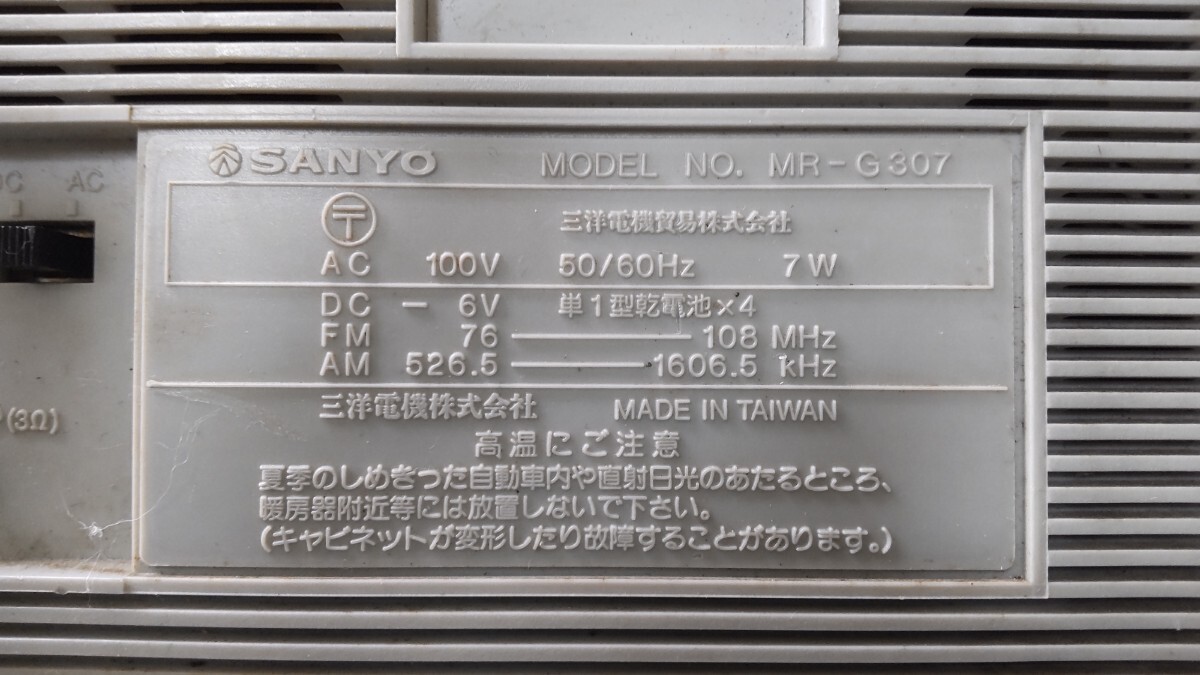 SANYO MODEL NO. MR-G307
〒 三洋電機貿易株式会社
AC 100V 50/60Hz 7W
DC - 6V 単1型乾電池×4
FM 76 — 108 MHz
AM 526.5 — 1606.5 kHz
三洋電機株式会社 MADE IN TAIWAN
高温にご注意
夏季のしめきった自動車内や直射日光のあたるところ、
暖房器附近等には放置しないで下さい。
(キャビネットが変形したり故障することがあります。)
AC
(3Ω)